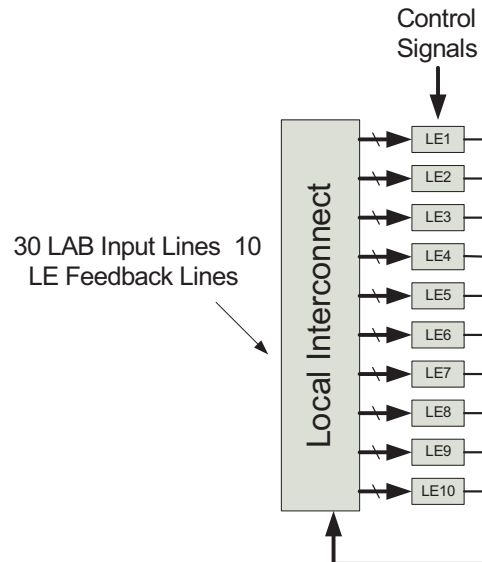 Control
Signals
LE1
LE2
LE3
30 LAB Input Lines  10
LE Feedback Lines
Local Interconnect
LE4
LE5
LE6
LE7
LE8
LE9
LE10